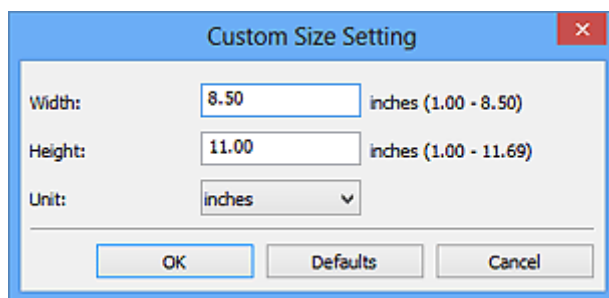 Custom Size Setting
Width: 8.50 inches (1.00 - 8.50)
Height: 11.00 inches (1.00 - 11.69)
Unit: inches
OK Defaults Cancel